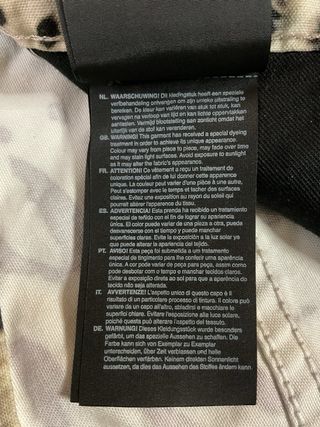 NL. WAARSCHUWING! Dit kledingstuk heeft een speciale
verfbehandeling ontvangen om zijn unieke uitstraling te
bereiken. De kleur kan variëren van stuk tot stuk, kan
vervagen na verloop van tijd en kan lichte oppervlakken
aantasten. Vermijd blootstelling aan zonlicht omdat het
uiterlijk van de stof kan veranderen.
GB. WARNING! This garment has received a special dyeing
treatment in order to achieve its unique appearance.
Colour may vary from piece to piece, may fade over time
and may stain light surfaces. Avoid exposure to sunlight
as it may alter the fabric's appearance.
FR. ATTENTION! Ce vêtement a reçu un traitement de
coloration spécial afin de lui donner cette apparence
unique. La couleur peut varier d'une pièce à une autre.
Peut s'estomper avec le temps et tacher des surfaces
claires. Evitez une exposition au rayon du soleil qui
pourrait altérer l'apparence du tissu.
ES. ADVERTENCIA! Esta prenda ha recibido un tratamiento
especial de teñido con el fin de lograr su apariencia
única. El color puede variar de una pieza a otra, puede
desvanecerse con el tiempo y puede manchar
superficies claras. Evite la exposición a la luz solar ya
que puede alterar la apariencia del tejido.
PT. AVISO! Esta peça foi submetida a um tratamento
especial de tingimento para lhe conferir uma aparência
única. A cor pode variar de peça para peça, assim como
pode desbotar com o tempo e manchar tecidos claros.
Evitar a exposição direta ao sol para que a aparência do
tecido não seja alterada.
IT. AVVERTENZE! L'aspetto unico di questo capo è il
risultato di un particolare processo di tintura. Il colore può
variare da un capo all'altro, sbiadirsi o macchiare le
superfici chiare. Evitare l'esposizione alle luce solare,
poiché questa può alterare l'aspetto del tessuto.
DE. WARNUNG! Dieses Kleidungsstück wurde besonders
gefärbt, um das spezielle Aussehen zu schaffen. Die
Farbe kann sich von Exemplar zu Exemplar
unterscheiden, über Zeit verblassen und helle
Oberflächen verfärben. Keinem direkten Sonnenlicht
aussetzen, da dies das Aussehen des Stoffes ändern kann